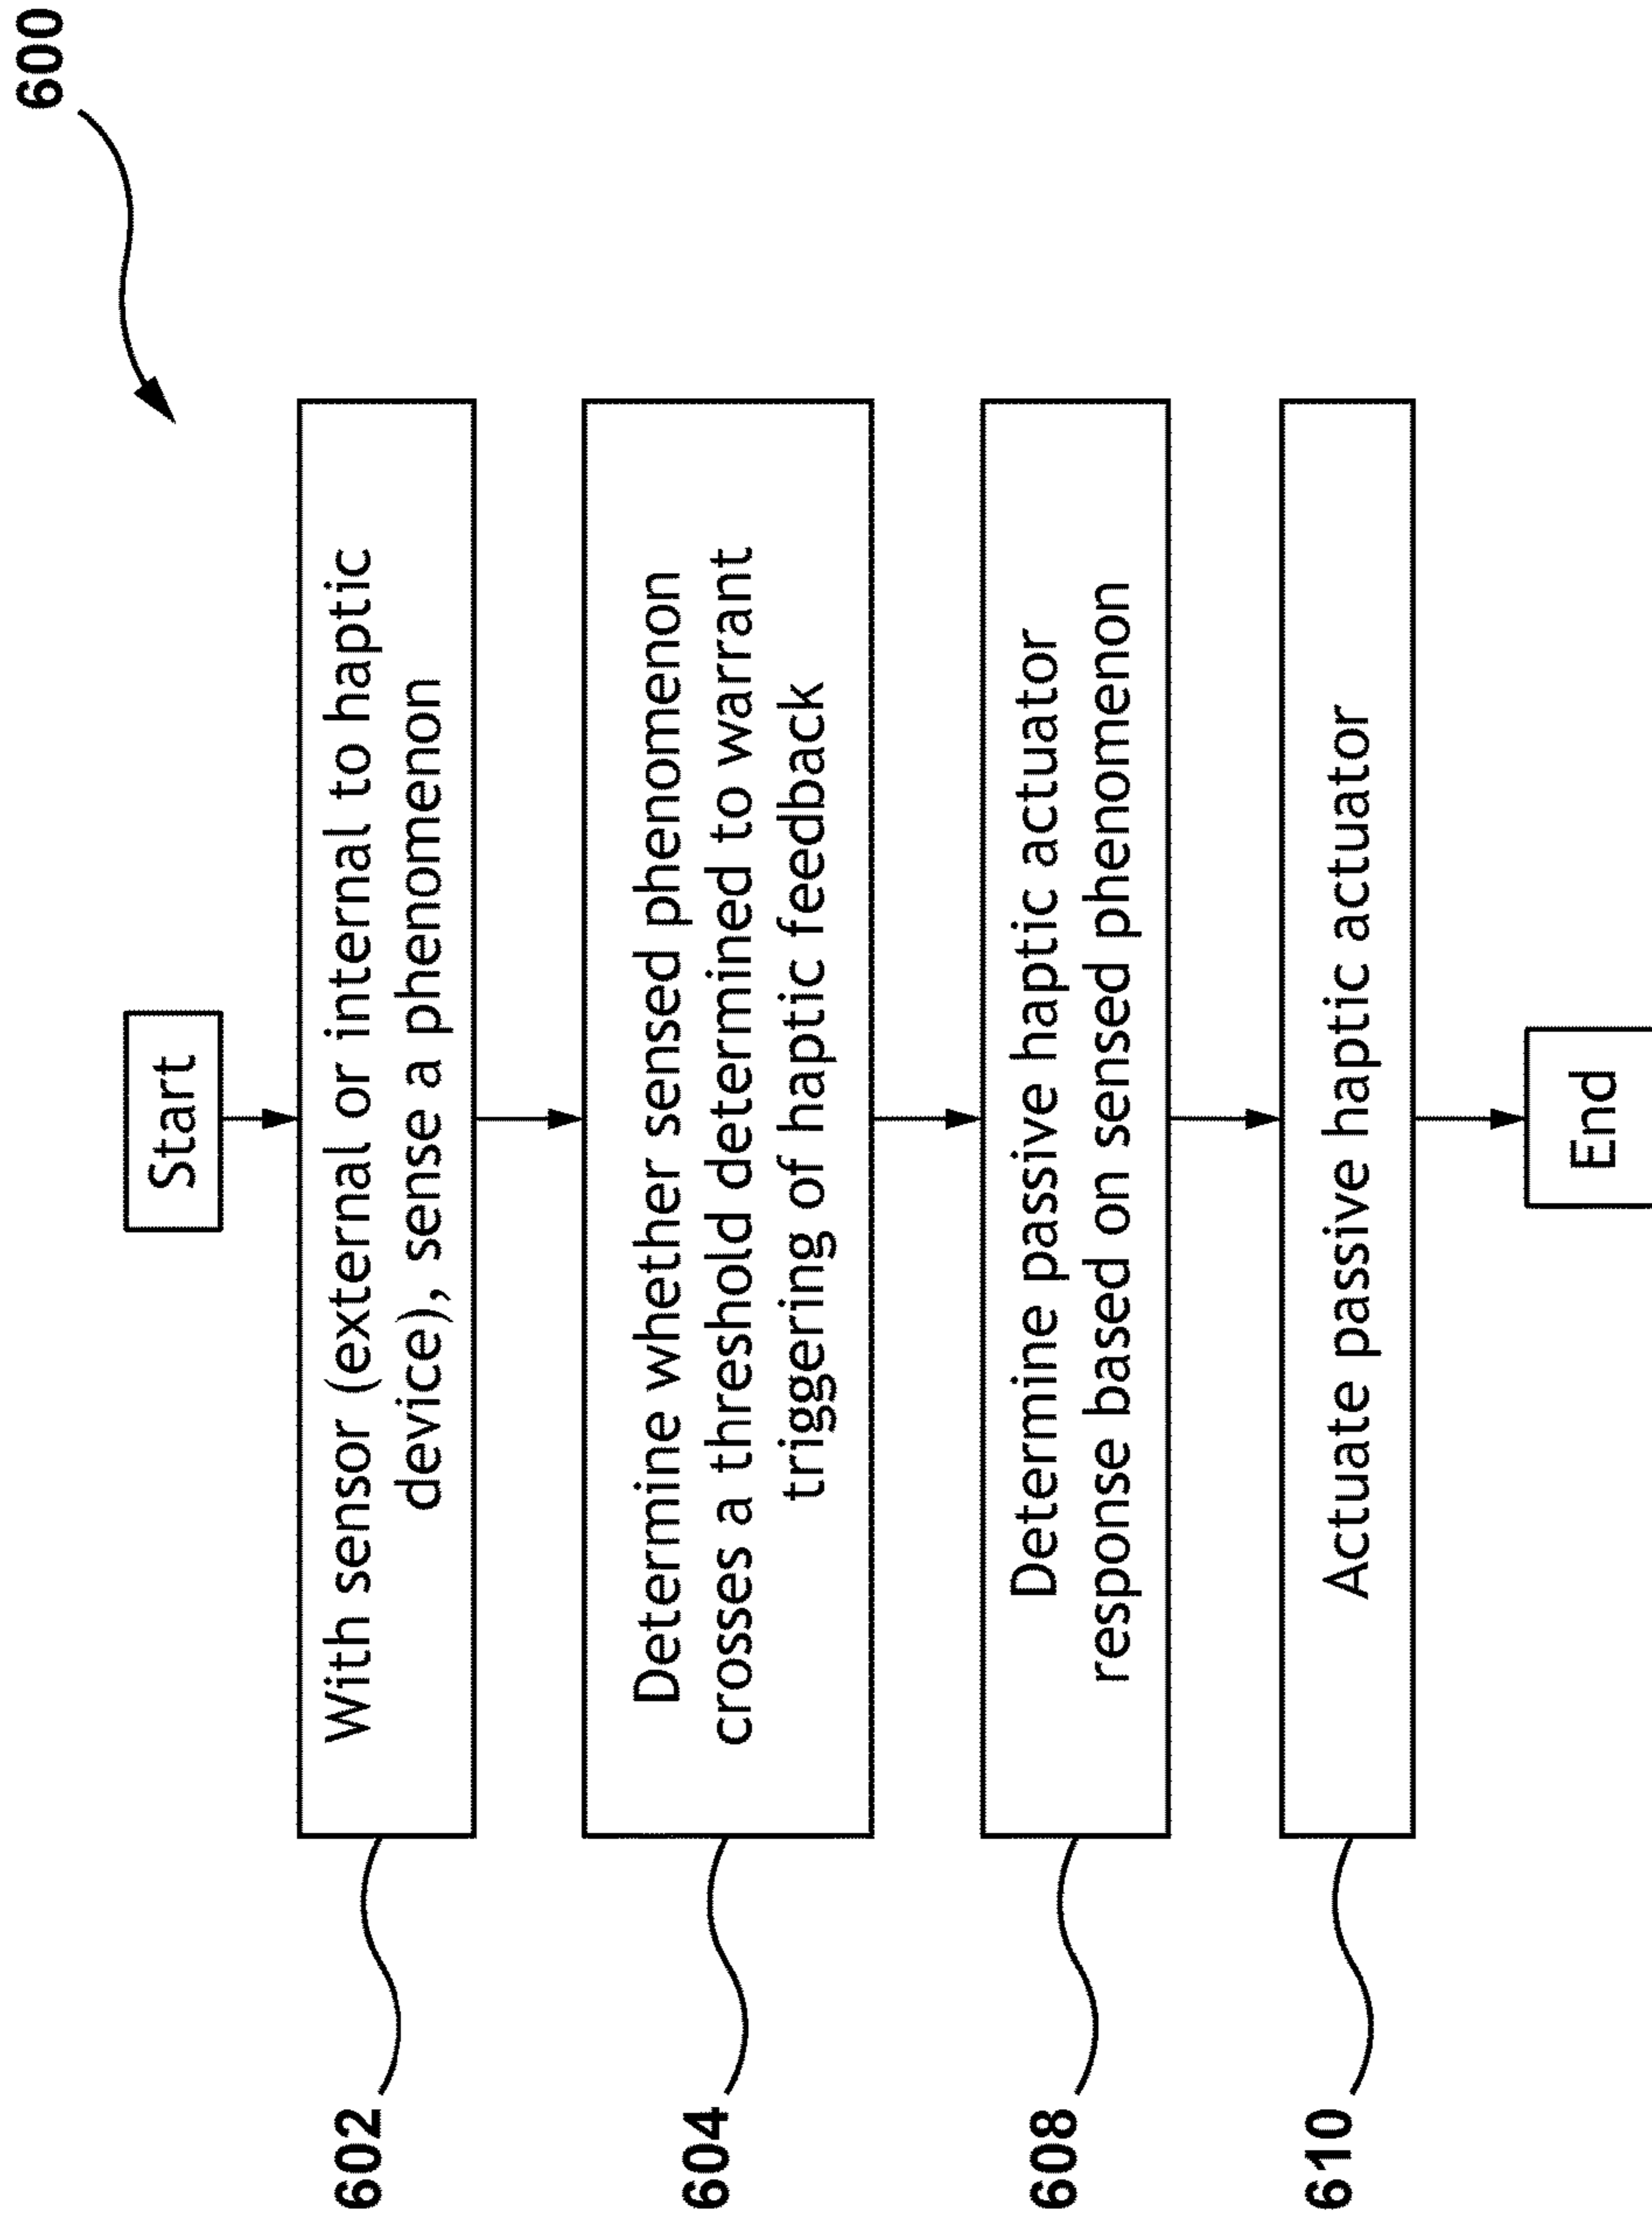 600
Start
602
With sensor (external or internal to haptic
device), sense a phenomenon
604
Determine whether sensed phenomenon
crosses a threshold determined to warrant
triggering of haptic feedback
608
Determine passive haptic actuator
response based on sensed phenomenon
610
Actuate passive haptic actuator
End